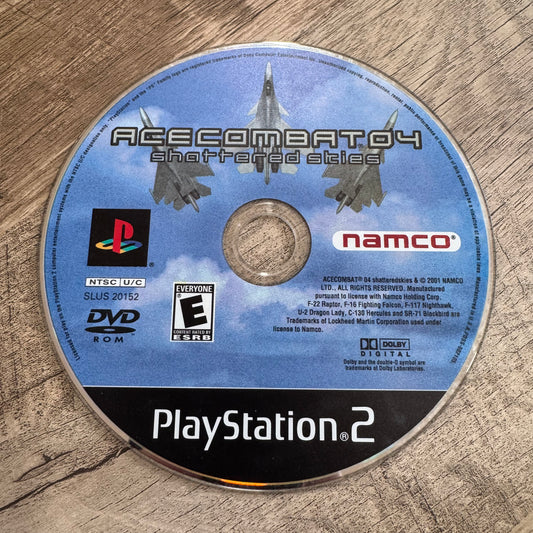 ACECOMBAT.04
shattered skies
namco®
NTSC U/C
SLUS 20152
DVD
ROM
EVERYONE
E
CONTENT RATED BY
ESRB
ACECOMBAT® 04 shatteredskies & © 2001 NAMCO
LTD., ALL RIGHTS RESERVED. Manufactured
pursuant to license with Namco Holding Corp.
F-22 Raptor, F-16 Fighting Falcon, F-117 Nighthawk,
U-2 Dragon Lady, C-130 Hercules and SR-71 Blackbird are
Trademarks of Lockheed Martin Corporation used under
license to Namco.
DOLBY
DIGITAL
Dolby and the double-D symbol are
trademarks of Dolby Laboratories.
PlayStation®2